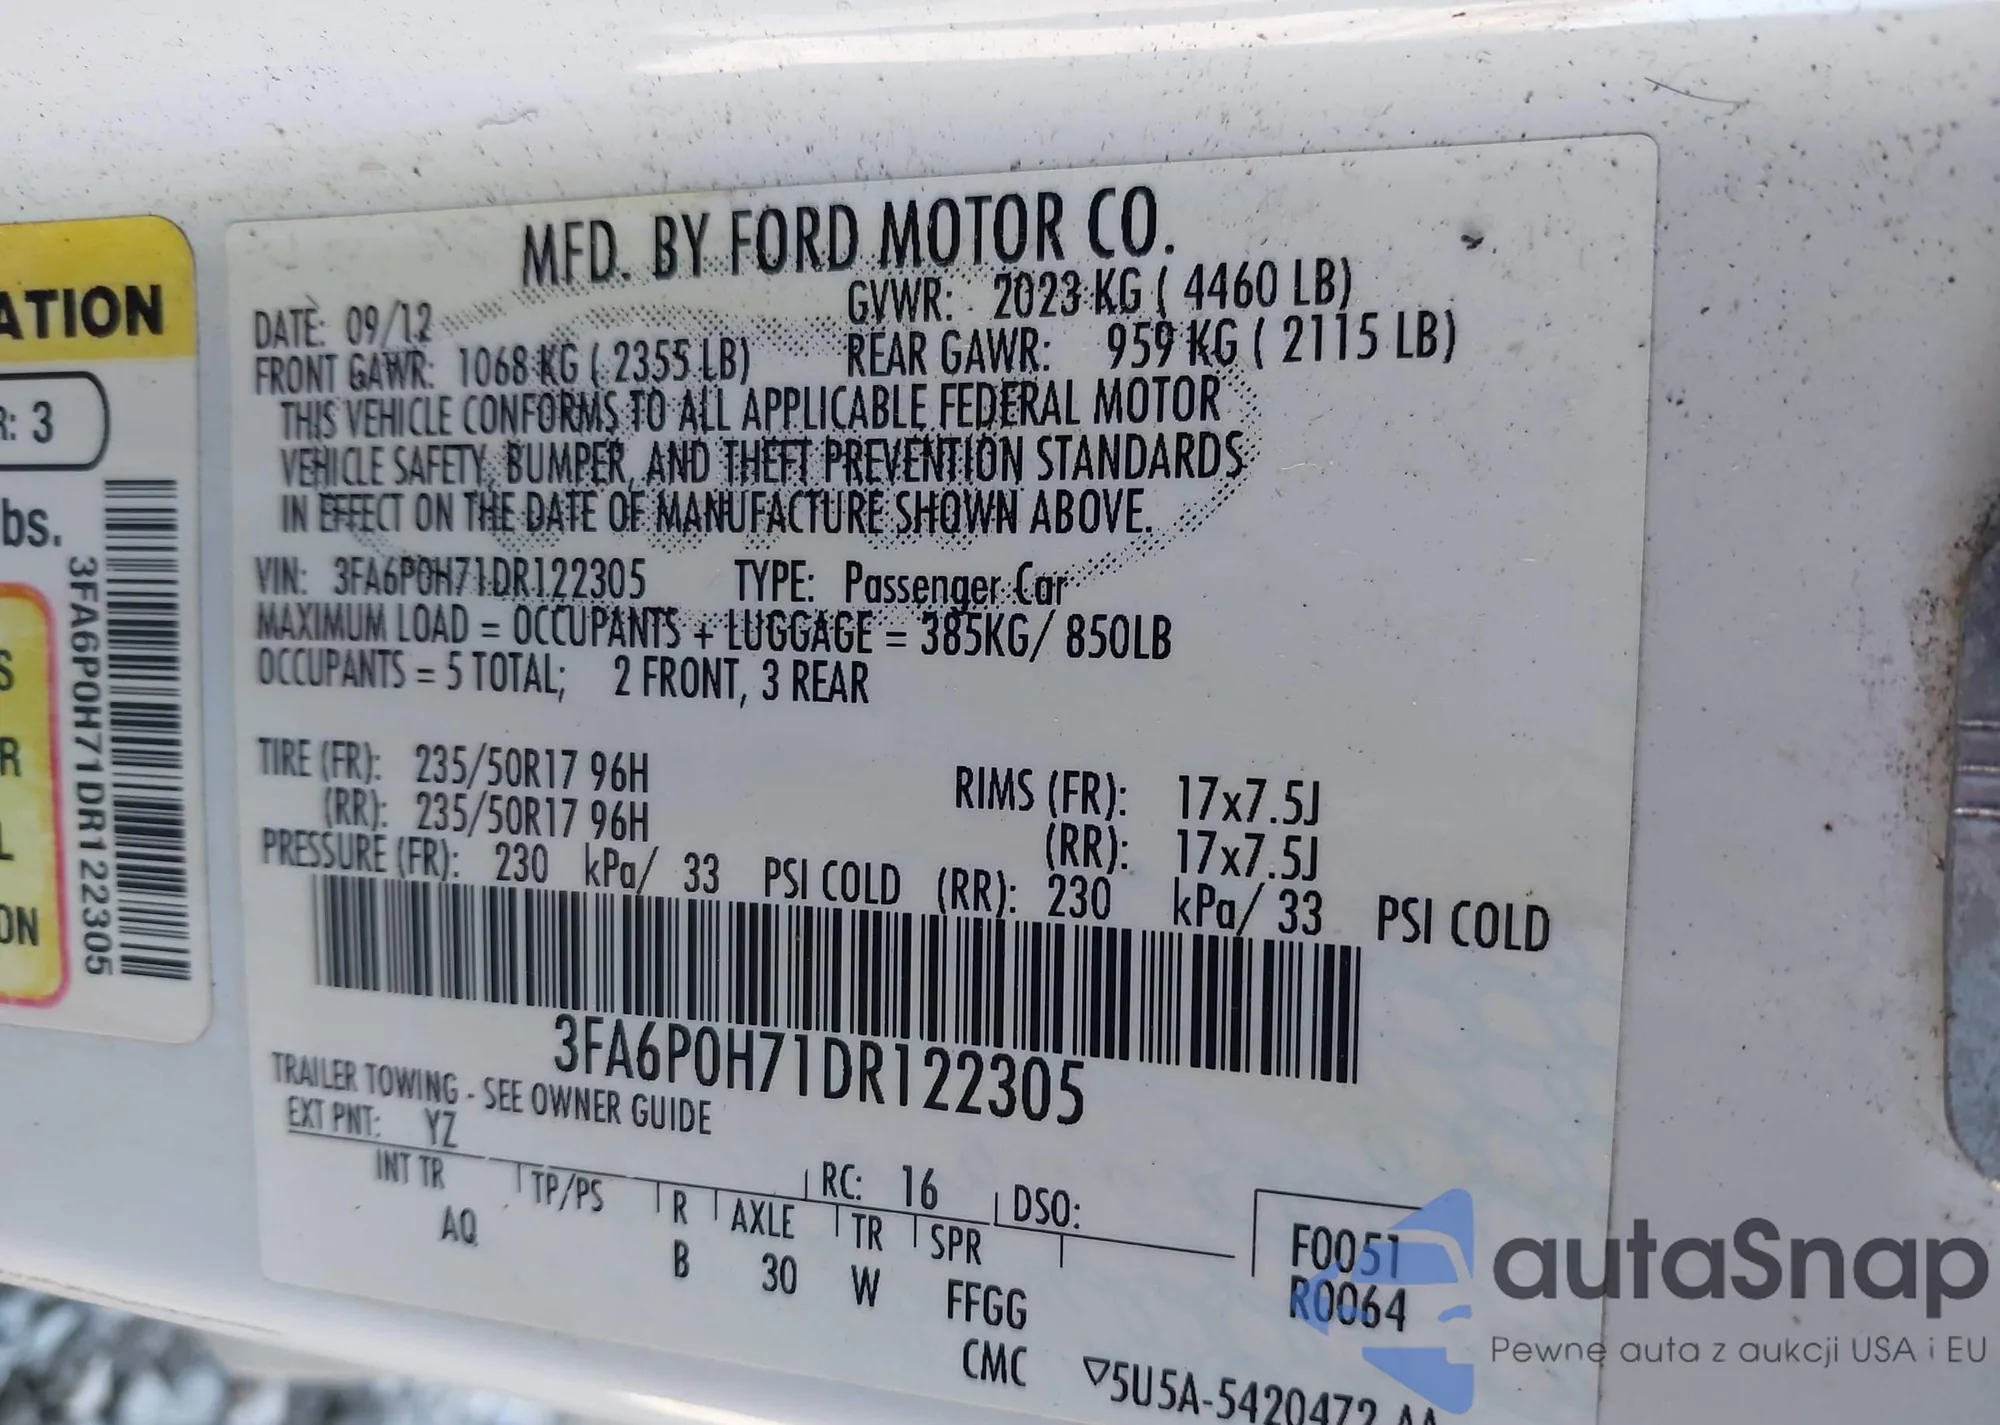 ATION
R: 3
bs.
S
R
L
ON
3FA6P0H71DR122305
MFD. BY FORD MOTOR CO.
DATE: 09/12 GVWR: 2023 KG ( 4460 LB)
FRONT GAWR: 1068 KG ( 2355 LB) REAR GAWR: 959 KG ( 2115 LB)
THIS VEHICLE CONFORMS TO ALL APPLICABLE FEDERAL MOTOR
VEHICLE SAFETY, BUMPER, AND THEFT PREVENTION STANDARDS
IN EFFECT ON THE DATE OF MANUFACTURE SHOWN ABOVE.
VIN: 3FA6P0H71DR122305 TYPE: Passenger Car
MAXIMUM LOAD = OCCUPANTS + LUGGAGE = 385KG/ 850LB
OCCUPANTS = 5 TOTAL; 2 FRONT, 3 REAR
TIRE (FR): 235/50R17 96H RIMS (FR): 17x7.5J
(RR): 235/50R17 96H (RR): 17x7.5J
PRESSURE (FR): 230 kPa/ 33 PSI COLD (RR): 230 kPa/ 33 PSI COLD
3FA6P0H71DR122305
TRAILER TOWING - SEE OWNER GUIDE
EXT PNT: YZ RC: 16 DSO:
INT TR TP/PS R AXLE TR SPR F0051
AQ B 30 W FFGG R0064
CMC ▽5U5A-5420472-AA
autaSnap
Pewne auta z aukcji USA i EU